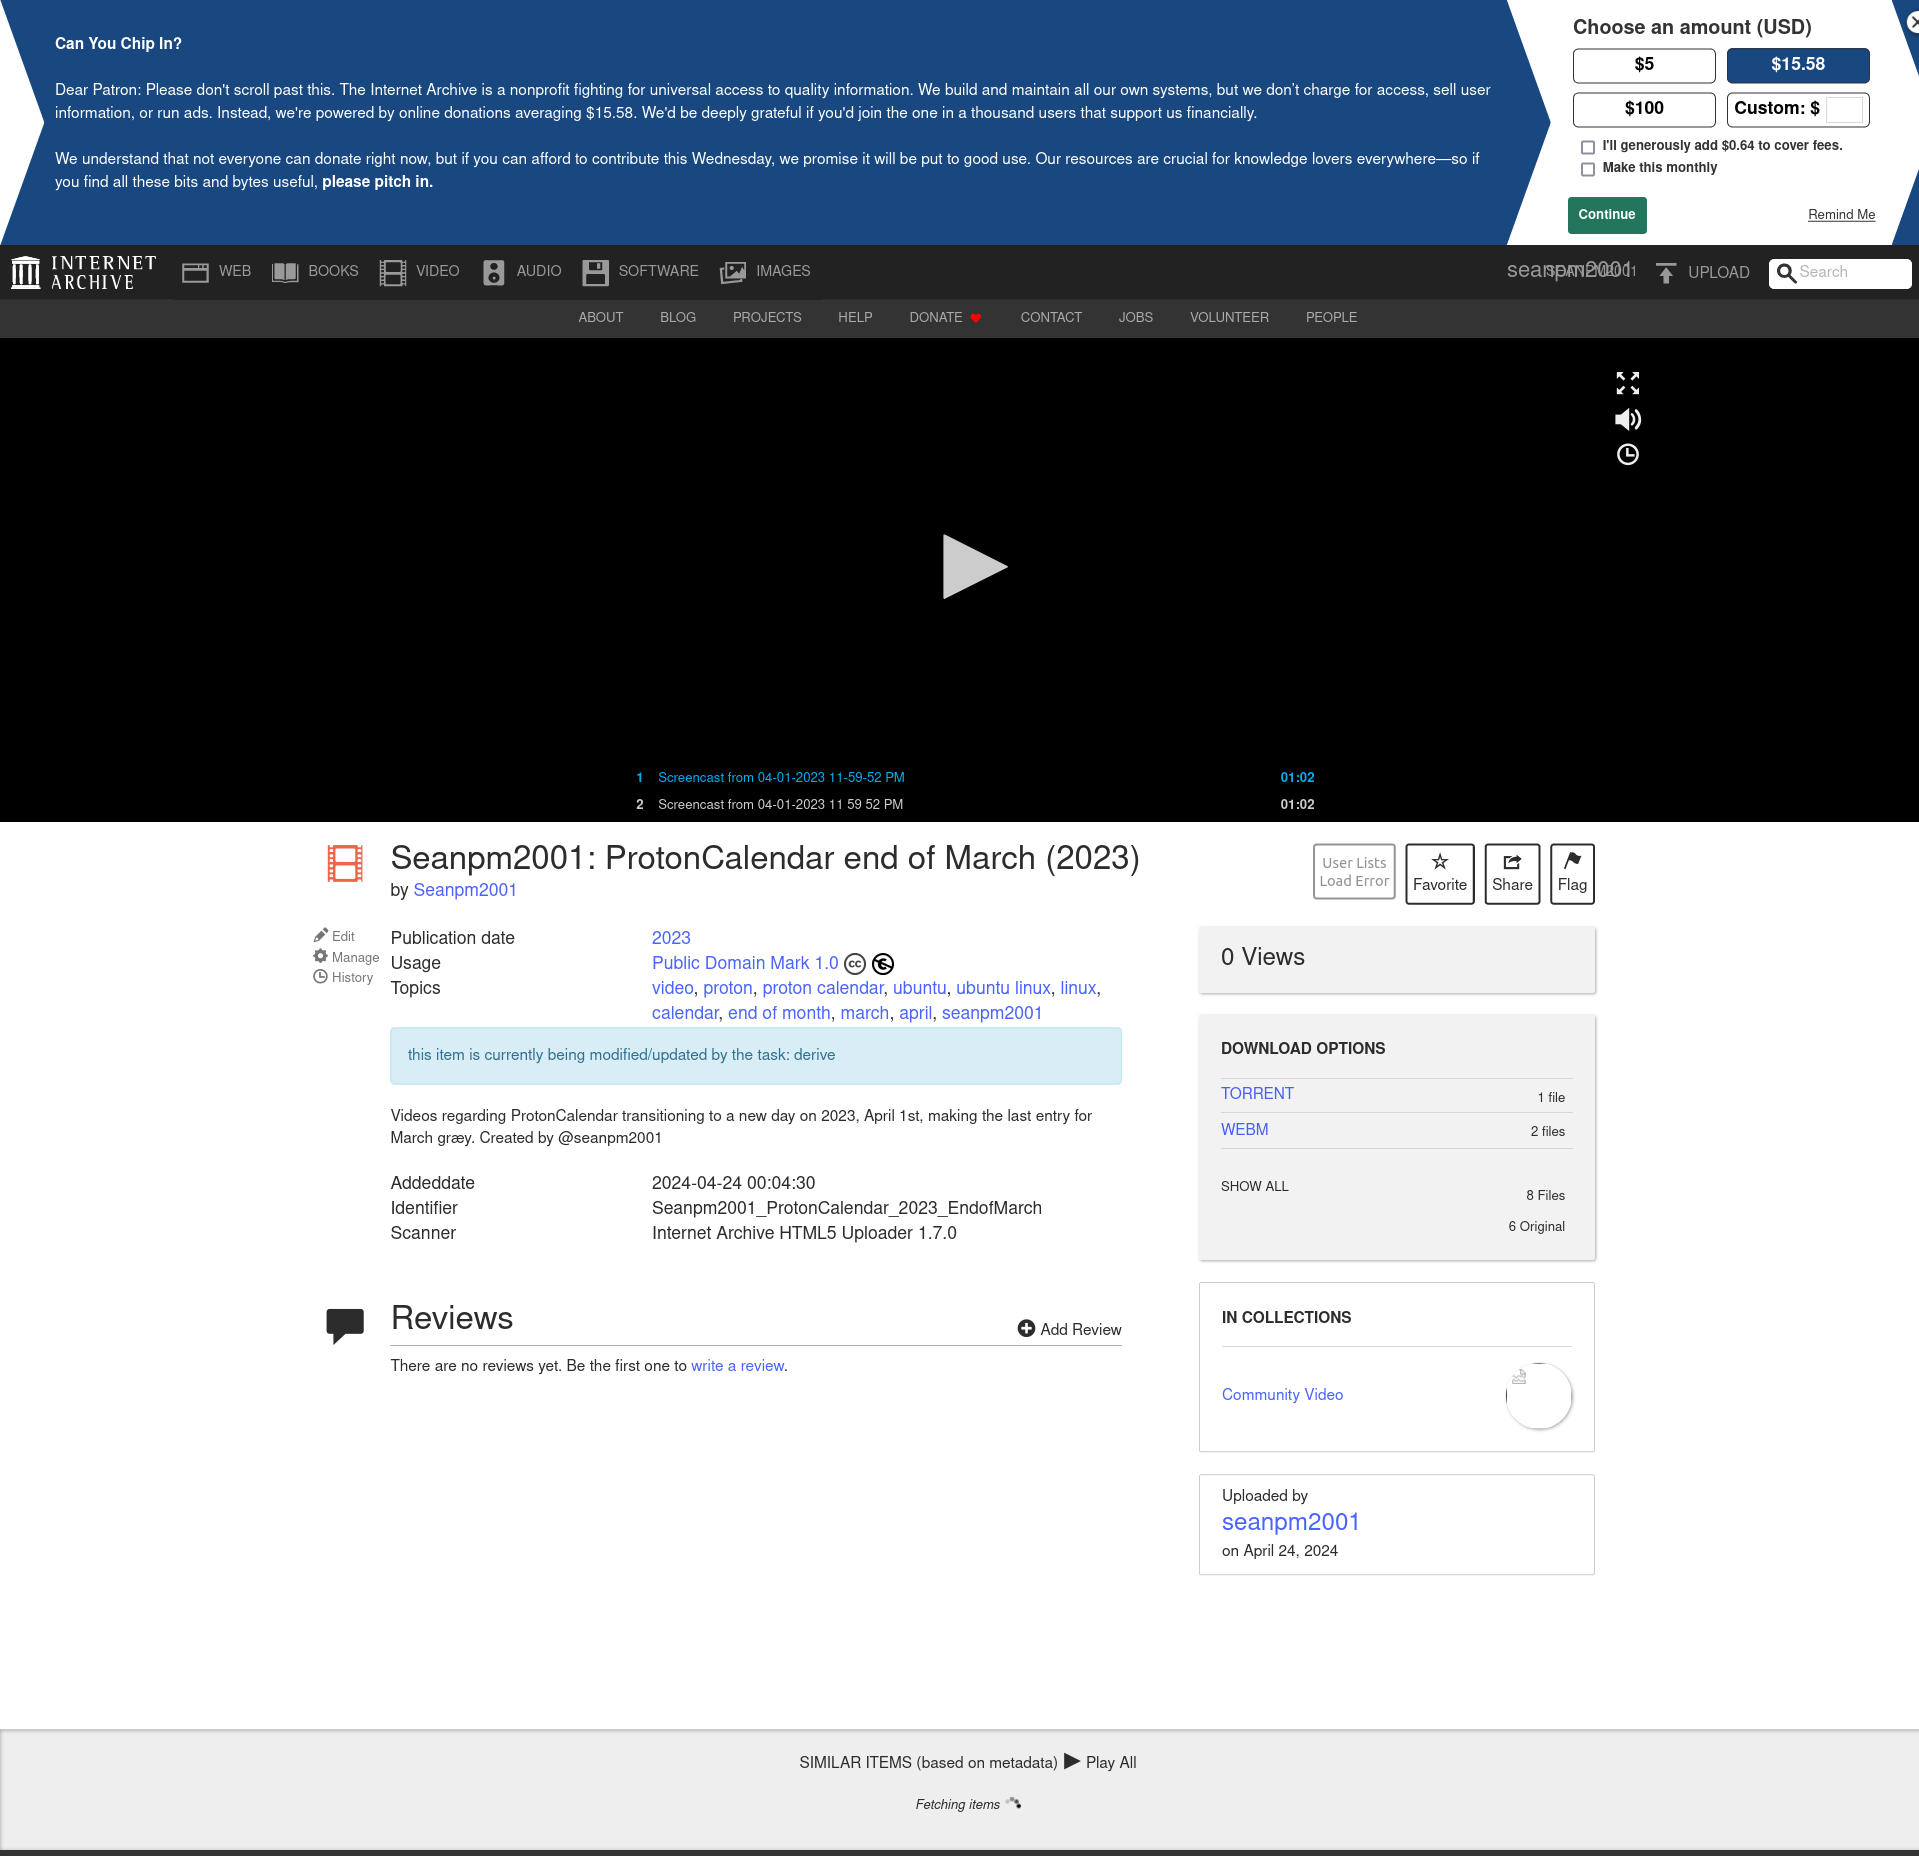 Can You Chip In?
Dear Patron: Please don't scroll past this. The Internet Archive is a nonprofit fighting for universal access to quality information. We build and maintain all our own systems, but we don't charge for access, sell user
information, or run ads. Instead, we're powered by online donations averaging $15.58. We'd be deeply grateful if you'd join the one in a thousand users that support us financially.
We understand that not everyone can donate right now, but if you can afford to contribute this Wednesday, we promise it will be put to good use. Our resources are crucial for knowledge lovers everywhere—so if
you find all these bits and bytes useful, please pitch in.
Choose an amount (USD)
$5 $15.58
$100 Custom: $
I'll generously add $0.64 to cover fees.
Make this monthly
Continue Remind Me
INTERNET
ARCHIVE
WEB BOOKS VIDEO AUDIO SOFTWARE IMAGES seanpm2001 SEANPM2001 UPLOAD Search
ABOUT BLOG PROJECTS HELP DONATE CONTACT JOBS VOLUNTEER PEOPLE
1 Screencast from 04-01-2023 11-59-52 PM 01:02
2 Screencast from 04-01-2023 11 59 52 PM 01:02
Seanpm2001: ProtonCalendar end of March (2023)
by Seanpm2001
User Lists
Load Error
Favorite
Share
Flag
Edit
Manage
History
Publication date 2023
Usage Public Domain Mark 1.0
Topics video, proton, proton calendar, ubuntu, ubuntu linux, linux,
calendar, end of month, march, april, seanpm2001
this item is currently being modified/updated by the task: derive
Videos regarding ProtonCalendar transitioning to a new day on 2023, April 1st, making the last entry for
March græy. Created by @seanpm2001
Addeddate 2024-04-24 00:04:30
Identifier Seanpm2001_ProtonCalendar_2023_EndofMarch
Scanner Internet Archive HTML5 Uploader 1.7.0
Reviews
Add Review
There are no reviews yet. Be the first one to write a review.
0 Views
DOWNLOAD OPTIONS
TORRENT 1 file
WEBM 2 files
SHOW ALL 8 Files
6 Original
IN COLLECTIONS
Community Video
Uploaded by
seanpm2001
on April 24, 2024
SIMILAR ITEMS (based on metadata) Play All
Fetching items